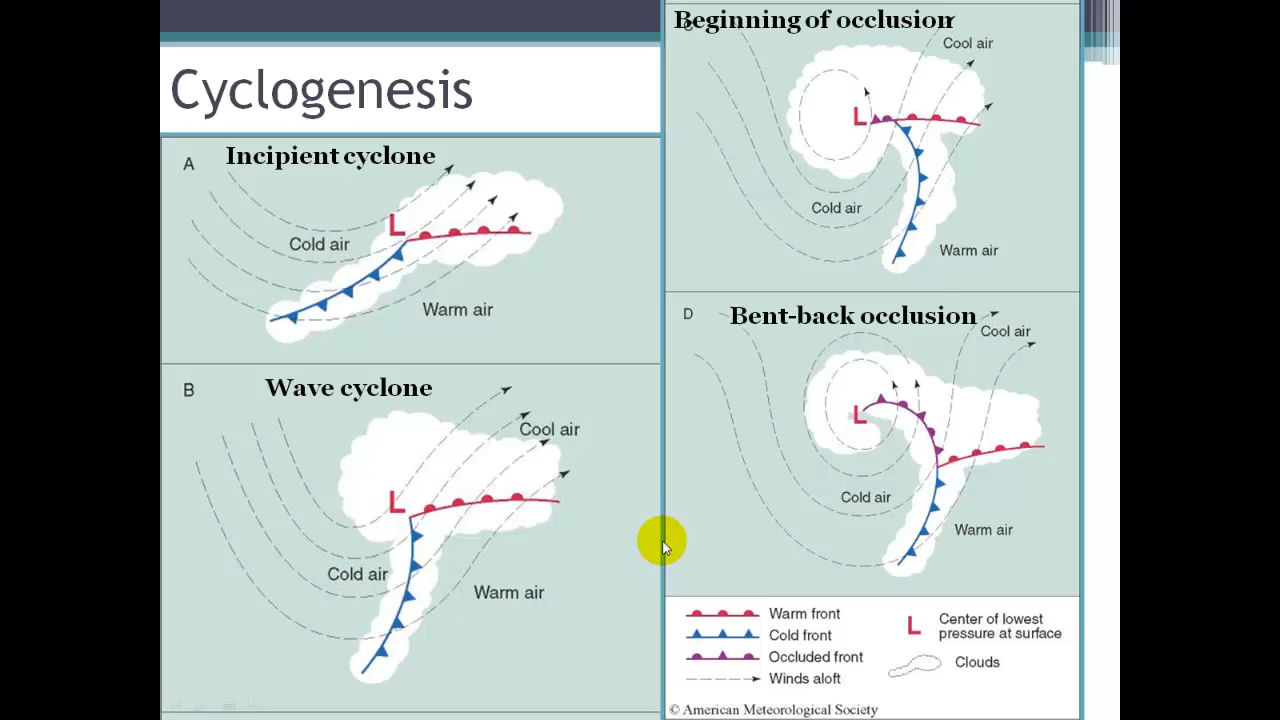 Cyclogenesis
A
Incipient cyclone
L
Cold air
Warm air
B
Wave cyclone
Cool air
L
Cold air
Warm air
Beginning of occlusion
Cool air
L
Cold air
Warm air
D
Bent-back occlusion
Cool air
L
Cold air
Warm air
Warm front
Cold front
Occluded front
Winds aloft
L
Center of lowest
pressure at surface
Clouds
© American Meteorological Society